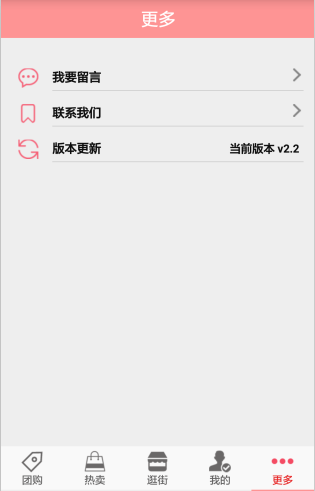 更多
我要留言
联系我们
版本更新 当前版本 v2.2
团购 热卖 逛街 我的 更多